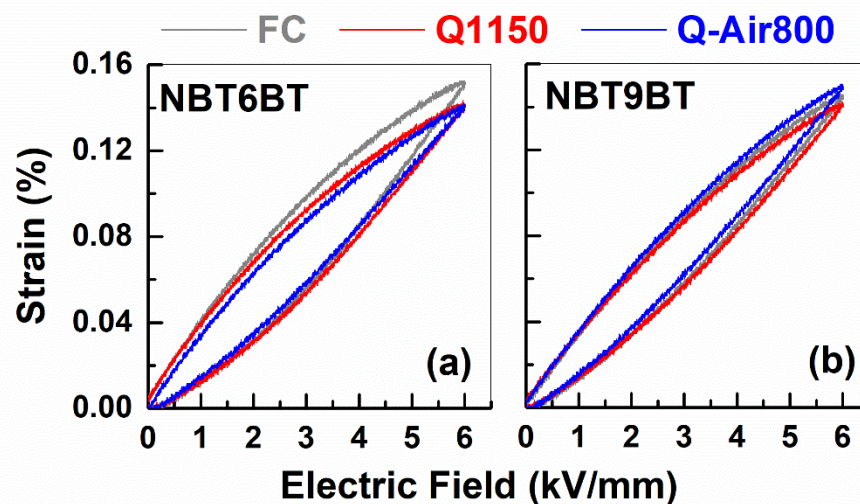 FC Q1150 Q-Air800
NBT6BT NBT9BT
0.16
0.12
0.08
0.04
0.00
Strain (%)
(a) (b)
0 1 2 3 4 5 6 0 1 2 3 4 5 6
Electric Field (kV/mm)